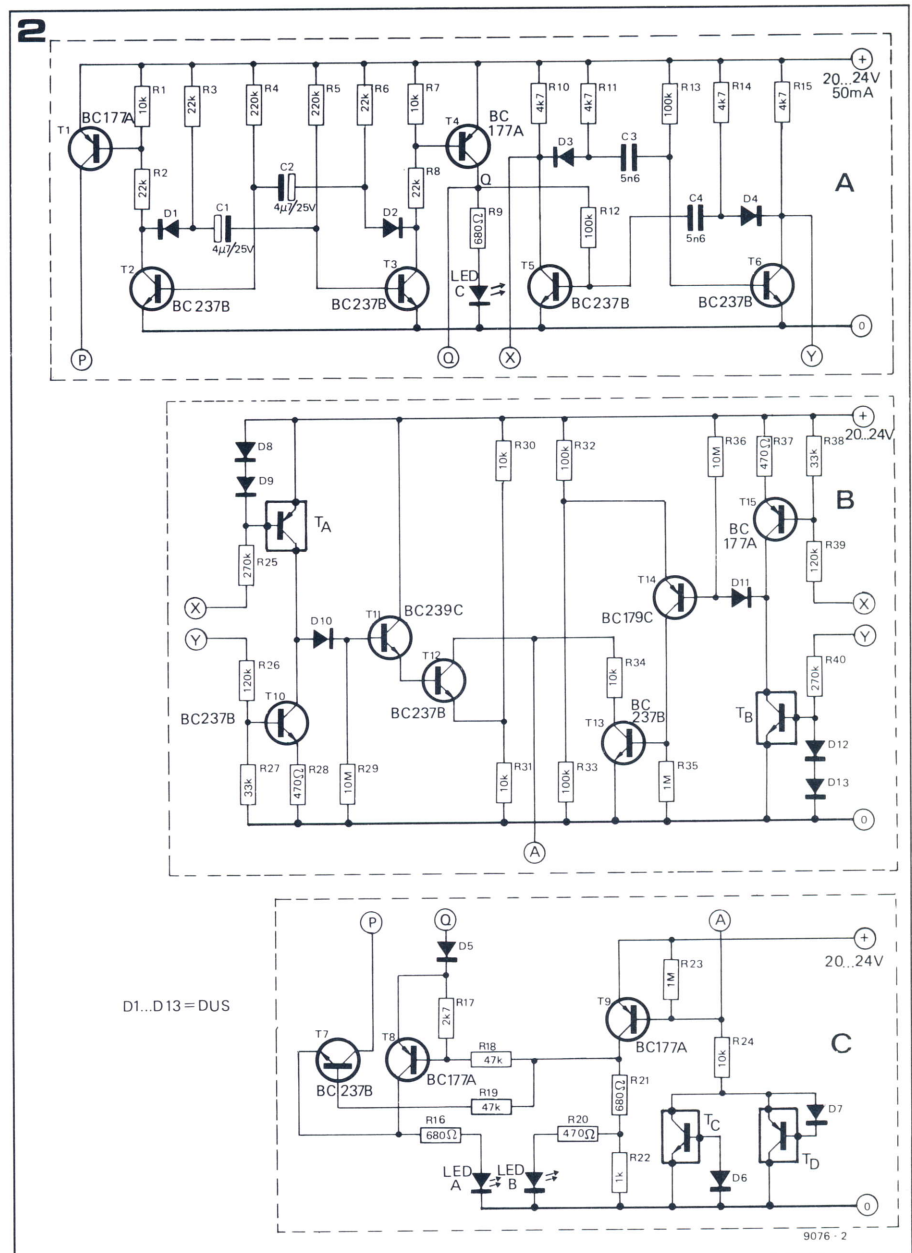 2
+
20...24V
50mA
R1 10k
R3 22k
R4 220k
R5 220k
R6 22k
R7 10k
R10 4k7
R11 4k7
R13 100k
R14 4k7
R15 4k7
T1 BC177A
T4 BC 177A
R2 22k
C2 4µ7/25V
R8 22k
Q
D3
C3 5n6
A
D1
C1 4µ7/25V
D2
R9 680Ω
R12 100k
C4 5n6
D4
LED C
T2 BC237B
T3 BC237B
T5 BC237B
T6 BC237B
0
P
Q
X
Y
+
20...24V
D8
D9
TA
R25 270k
R30 10k
R32 100k
R36 10M
R37 470Ω
R38 33k
B
T15 BC 177A
R39 120k
X
X
Y
Y
D10
T11 BC239C
T14 BC179C
D11
R26 120k
T12 BC237B
R34 10k
R40 270k
T10 BC237B
T13 BC 237B
TB
D12
D13
R27 33k
R28 470Ω
R29 10M
R31 10k
R33 100k
R35 1M
0
A
P
Q
A
+
20...24V
D5
R23 1M
D1...D13=DUS
R17 2k7
T9 BC177A
C
T7 BC237B
T8 BC177A
R18 47k
R24 10k
R19 47k
R21 680Ω
R16 680Ω
R20 470Ω
TC
D7
TD
LED A
LED B
R22 1k
D6
0
9076 - 2